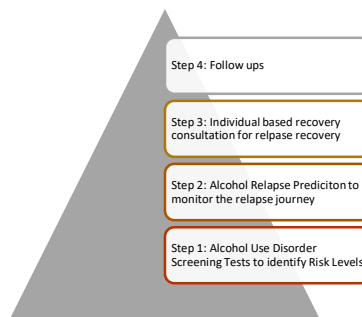 Step 4: Follow ups
Step 3: Individual based recovery
consultation for relpase recovery
Step 2: Alcohol Relapse Prediciton to
monitor the relapse journey
Step 1: Alcohol Use Disorder
Screening Tests to identify Risk Levels